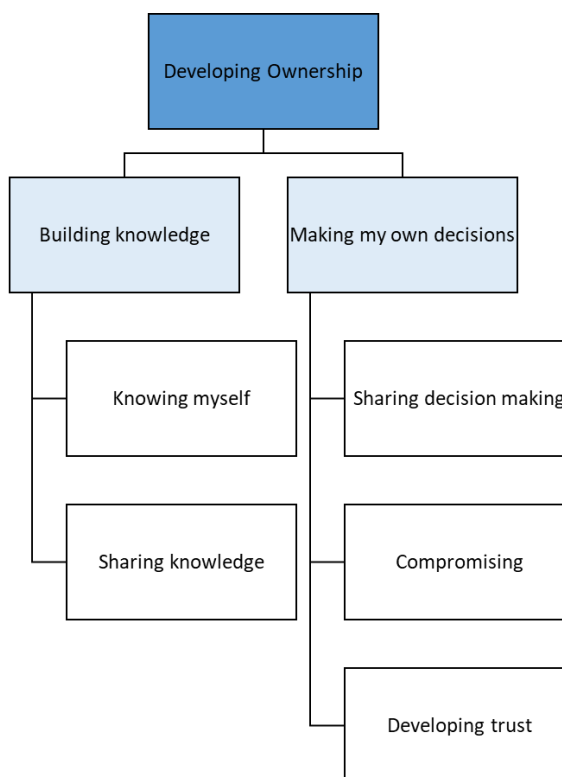 Developing Ownership
Building knowledge
Making my own decisions
Knowing myself
Sharing decision making
Sharing knowledge
Compromising
Developing trust